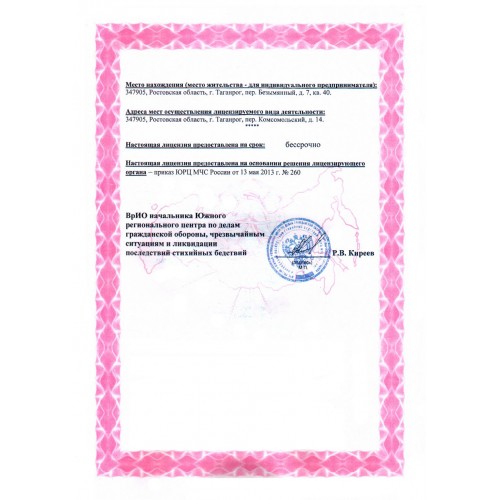 Место нахождения (место жительства - для индивидуального предпринимателя):
347905, Ростовская область, г. Таганрог, пер. Безыманный, д. 7, кв. 40.
Адреса мест осуществления лицензируемого вида деятельности:
347905, Ростовская область, г. Таганрог, пер. Комсомольский, д. 14.
*****
Настоящая лицензия предоставлена на срок: бессрочно
Настоящая лицензия предоставлена на основании решения лицензирующего
органа – приказ ЮРЦ МЧС России от 13 мая 2013 г. № 260
ВрИО начальника Южного
регионального центра по делам
гражданской обороны, чрезвычайным
ситуациям и ликвидации
последствий стихийных бедствий
Р.В. Киреев
М.П.